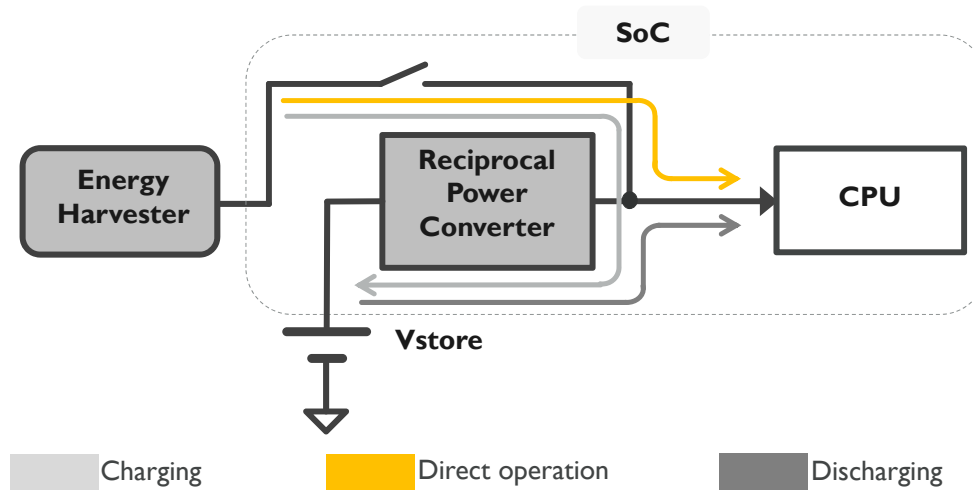 SoC
Energy
Harvester
Reciprocal
Power
Converter
CPU
Vstore
Charging
Direct operation
Discharging